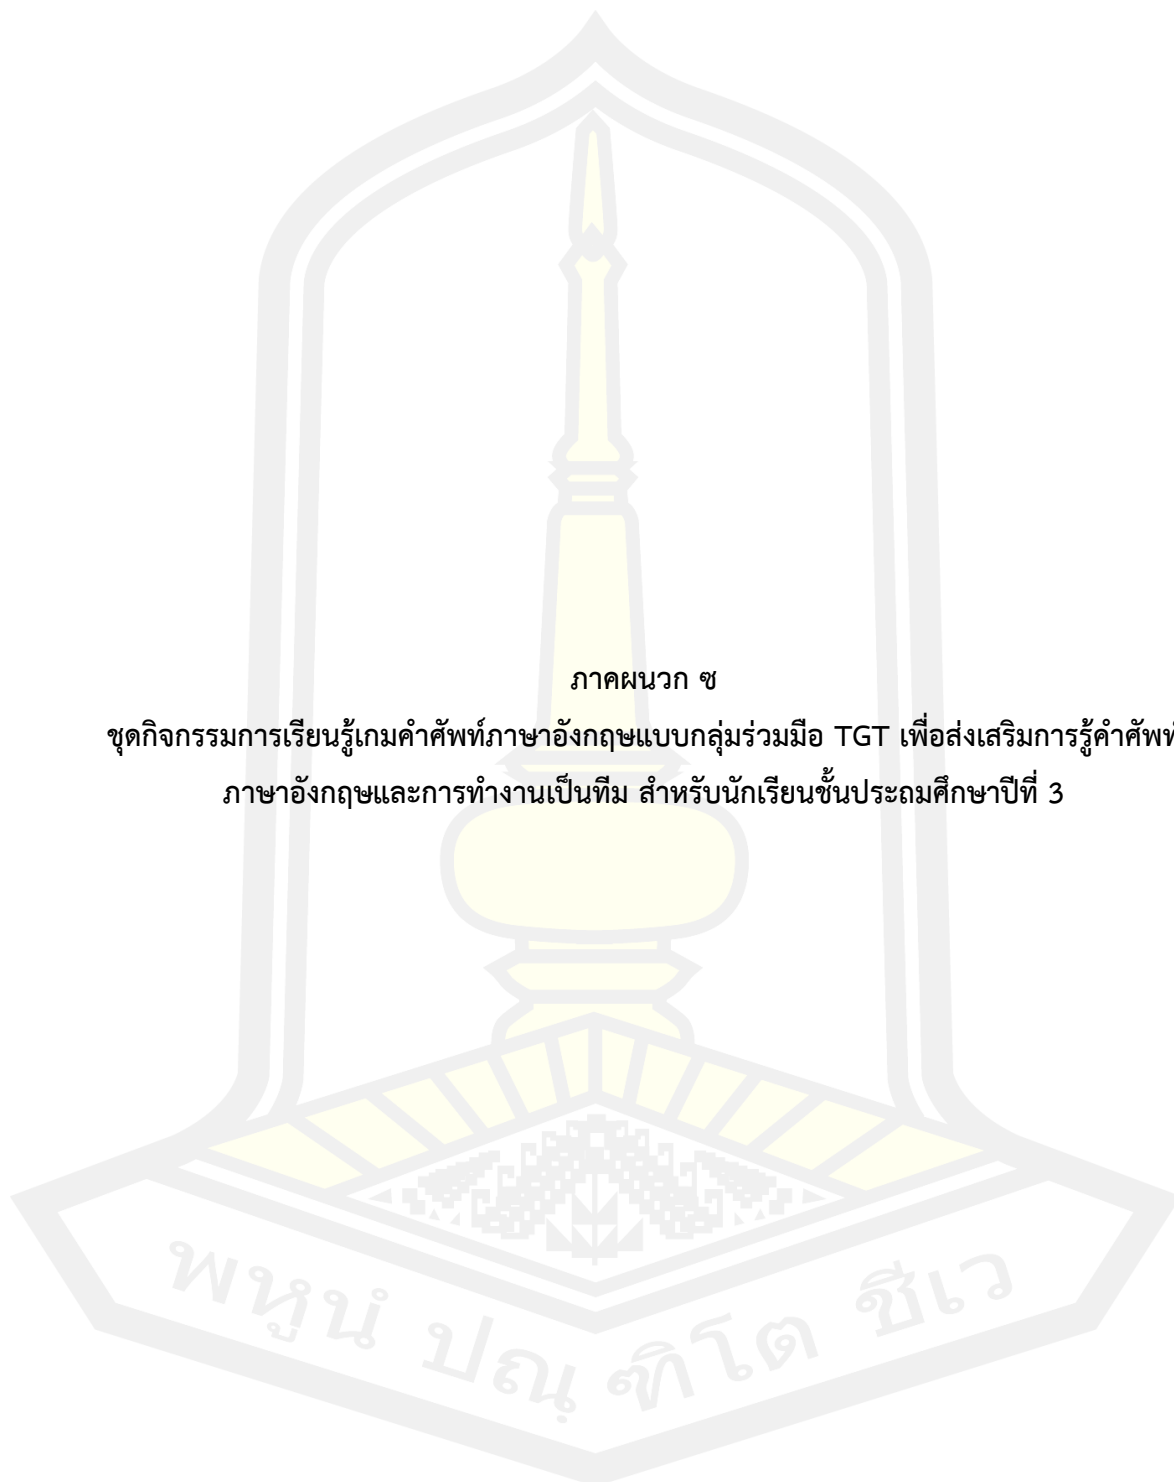 ภาคผนวก ซ
ชุดกิจกรรมการเรียนรู้เกมคำศัพท์ภาษาอังกฤษแบบกลุ่มร่วมมือ TGT เพื่อส่งเสริมการรู้คำศัพท์
ภาษาอังกฤษและการทำงานเป็นทีม สำหรับนักเรียนชั้นประถมศึกษาปีที่ 3
พหูนํ ปณฺฑิโต ชีเว